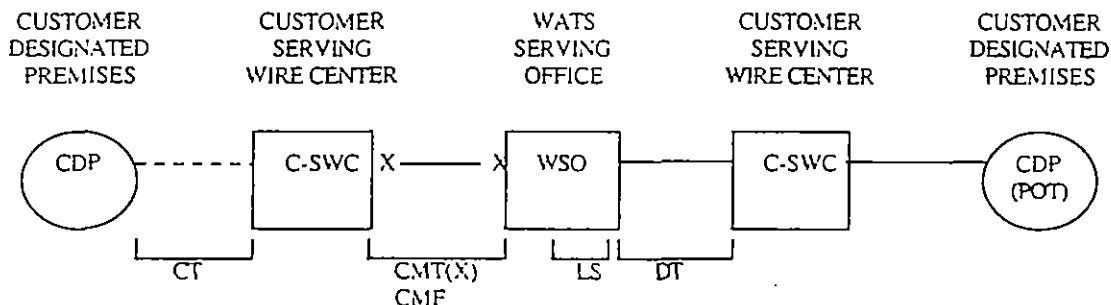 CUSTOMER DESIGNATED PREMISES
CUSTOMER SERVING WIRE CENTER
WATS SERVING OFFICE
CUSTOMER SERVING WIRE CENTER
CUSTOMER DESIGNATED PREMISES
CDP
C-SWC
X
X
WSO
C-SWC
CDP
(POT)
CT
CMT(X)
CMF
LS
DT